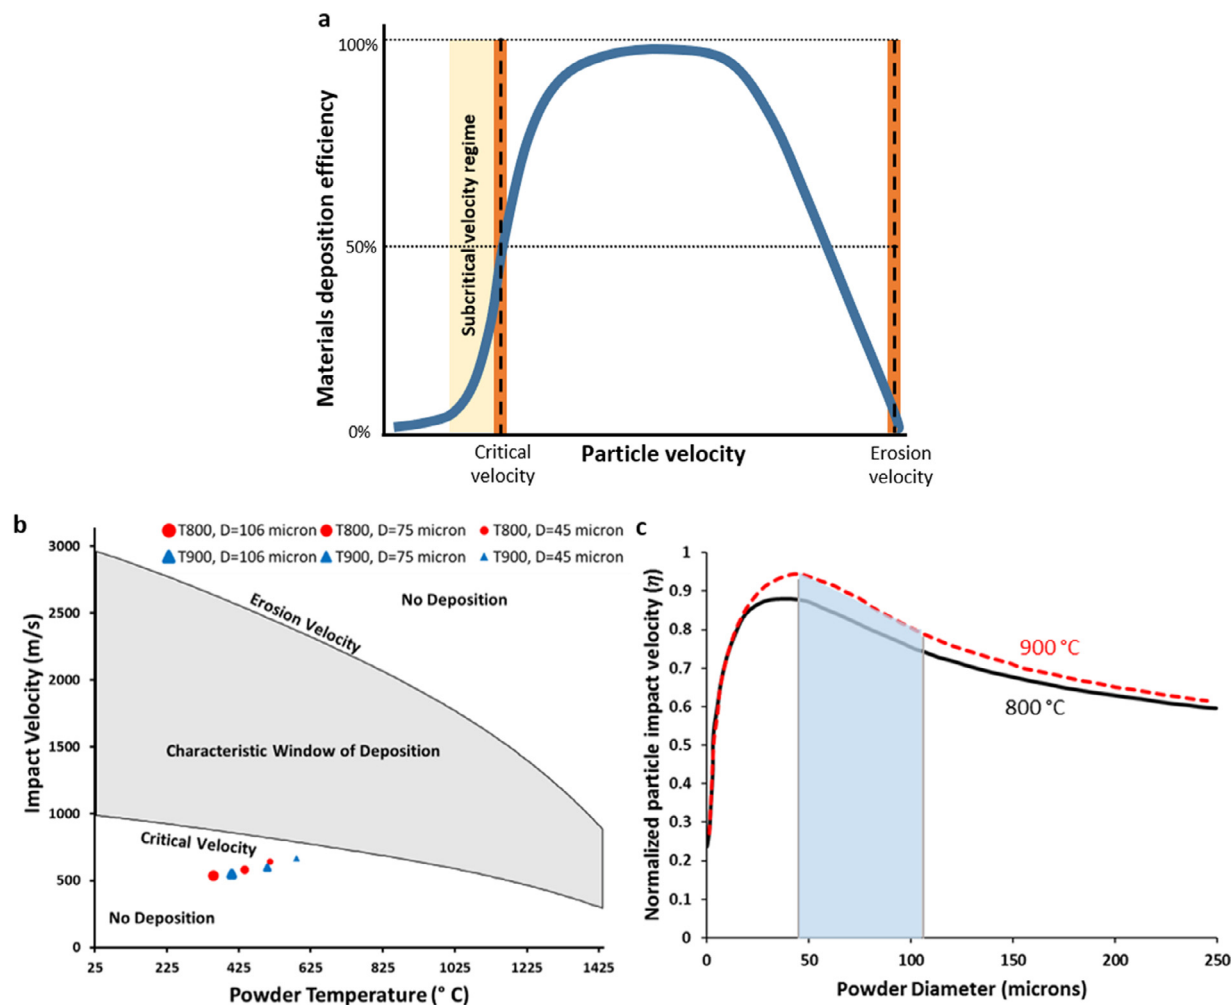 a
Materials deposition efficiency
100%
50%
0%
Subcritical velocity regime
Critical
velocity
Particle velocity
Erosion
velocity
b
T800, D=106 micron T800, D=75 micron T800, D=45 micron
T900, D=106 micron T900, D=75 micron T900, D=45 micron
Impact Velocity (m/s)
3000
2500
2000
1500
1000
500
0
Erosion Velocity
No Deposition
Characteristic Window of Deposition
Critical Velocity
No Deposition
25 225 425 625 825 1025 1225 1425
Powder Temperature (° C)
c
Normalized particle impact velocity (η)
1
0.9
0.8
0.7
0.6
0.5
0.4
0.3
0.2
0.1
0
900 °C
800 °C
0 50 100 150 200 250
Powder Diameter (microns)